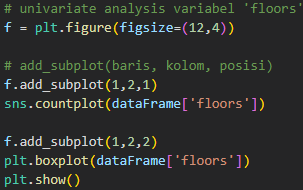 # univariate analysis variabel 'floors'
f = plt.figure(figsize=(12,4))
# add_subplot(baris, kolom, posisi)
f.add_subplot(1,2,1)
sns.countplot(dataFrame['floors'])
f.add_subplot(1,2,2)
plt.boxplot(dataFrame['floors'])
plt.show()